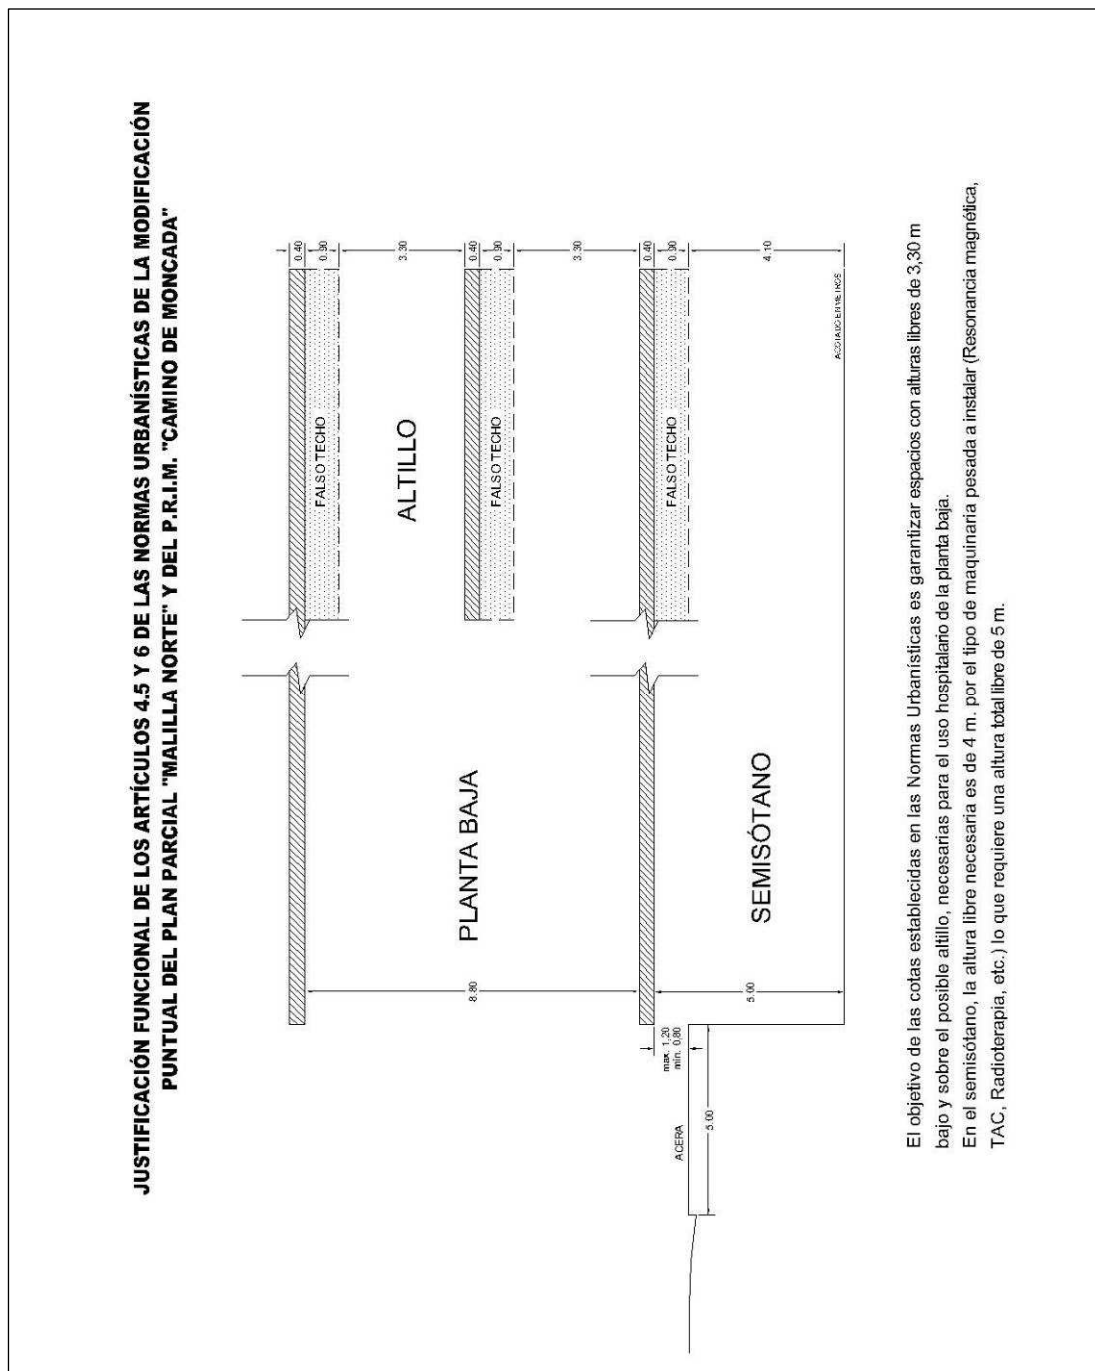 JUSTIFICACIÓN FUNCIONAL DE LOS ARTÍCULOS 4.5 Y 6 DE LAS NORMAS URBANÍSTICAS DE LA MODIFICACIÓN
PUNTUAL DEL PLAN PARCIAL "MALILLA NORTE" Y DEL P.R.I.M. "CAMINO DE MONCADA"
0.40
FALSO TECHO
0.90
ALTILLO
3.30
PLANTA BAJA
8.80
0.40
FALSO TECHO
0.90
3.30
0.40
FALSO TECHO
0.90
max. 1,20
mín. 0,80
ACERA
5.00
SEMISÓTANO
5.00
4.10
ACOTADO EN METROS
El objetivo de las cotas establecidas en las Normas Urbanísticas es garantizar espacios con alturas libres de 3,30 m
bajo y sobre el posible altillo, necesarias para el uso hospitalario de la planta baja.
En el semisótano, la altura libre necesaria es de 4 m. por el tipo de maquinaria pesada a instalar (Resonancia magnética,
TAC, Radioterapia, etc.) lo que requiere una altura total libre de 5 m.